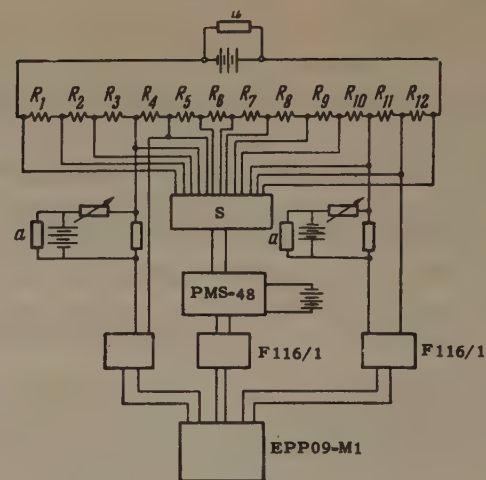 R1 R2 R3 R4 R5 R6 R7 R8 R9 R10 R11 R12
S
a
a
PMS-48
F116/1
F116/1
EPP09-M1